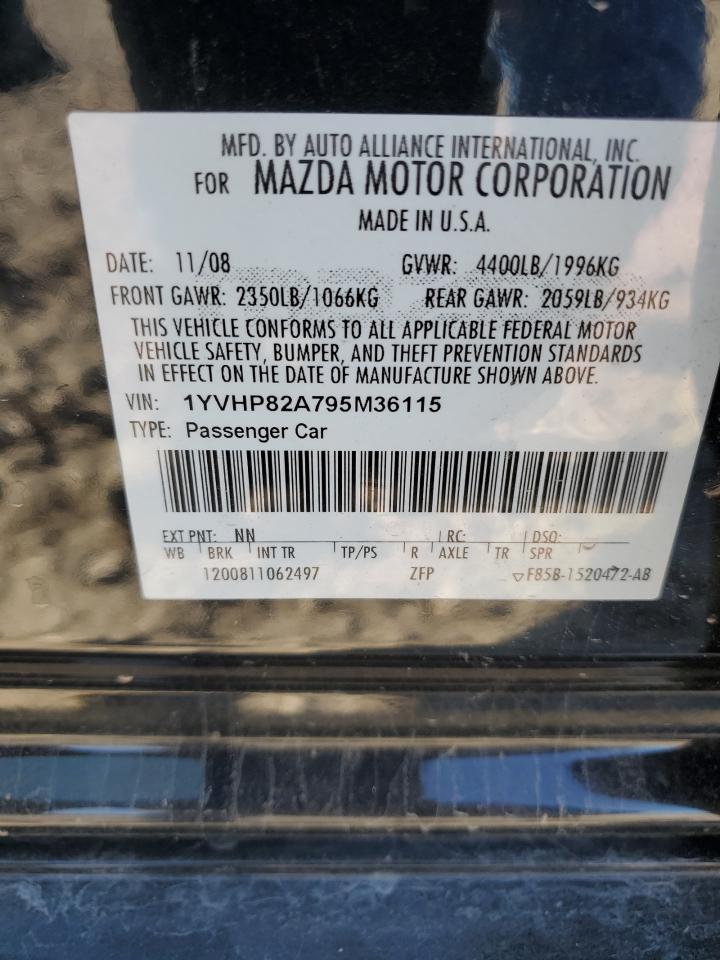 MFD. BY AUTO ALLIANCE INTERNATIONAL, INC.
FOR MAZDA MOTOR CORPORATION
MADE IN U.S.A.
DATE: 11/08 GVWR: 4400LB/1996KG
FRONT GAWR: 2350LB/1066KG REAR GAWR: 2059LB/934KG
THIS VEHICLE CONFORMS TO ALL APPLICABLE FEDERAL MOTOR
VEHICLE SAFETY, BUMPER, AND THEFT PREVENTION STANDARDS
IN EFFECT ON THE DATE OF MANUFACTURE SHOWN ABOVE.
VIN: 1YVHP82A795M36115
TYPE: Passenger Car
EXT PNT: NN RC: DSO:
WB BRK INT TR TP/PS R AXLE TR SPR
1200811062497 ZFP F85B-1520472-AB